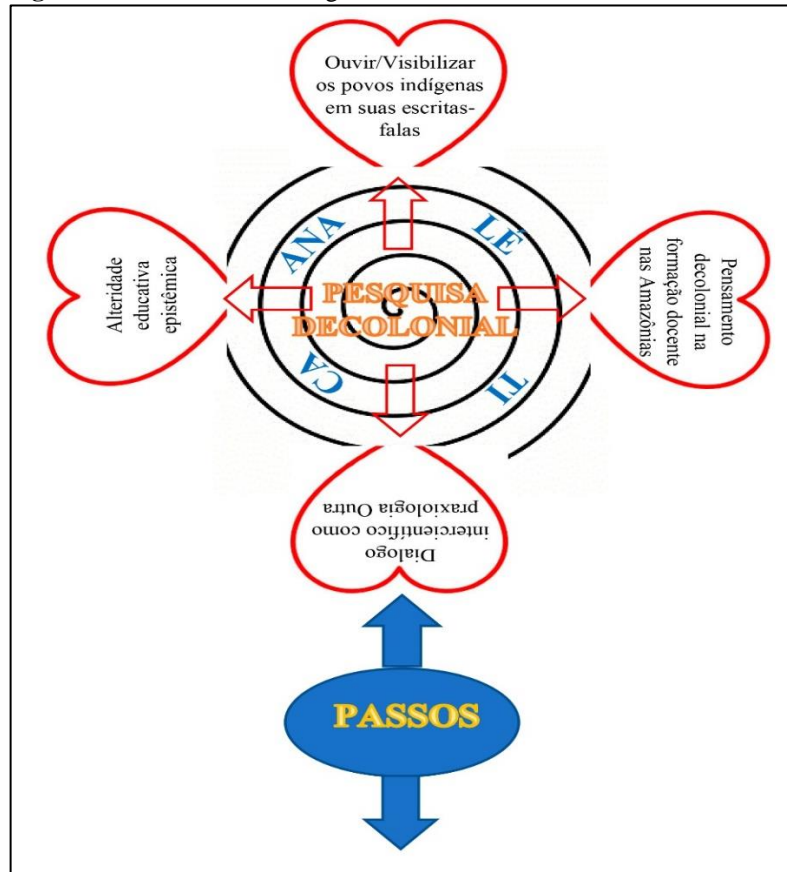 Ouvir/Visibilizar
os povos indígenas
em suas escritas-
falas
ANA
LÉ
Alteridade
educativa
epistêmica
PESQUISA
DECOLONIAL
Pensamento
decolonial na
formação docente
nas Amazônias
CA
TI
Dialogo
intercientífico como
praxiologia Outra
PASSOS